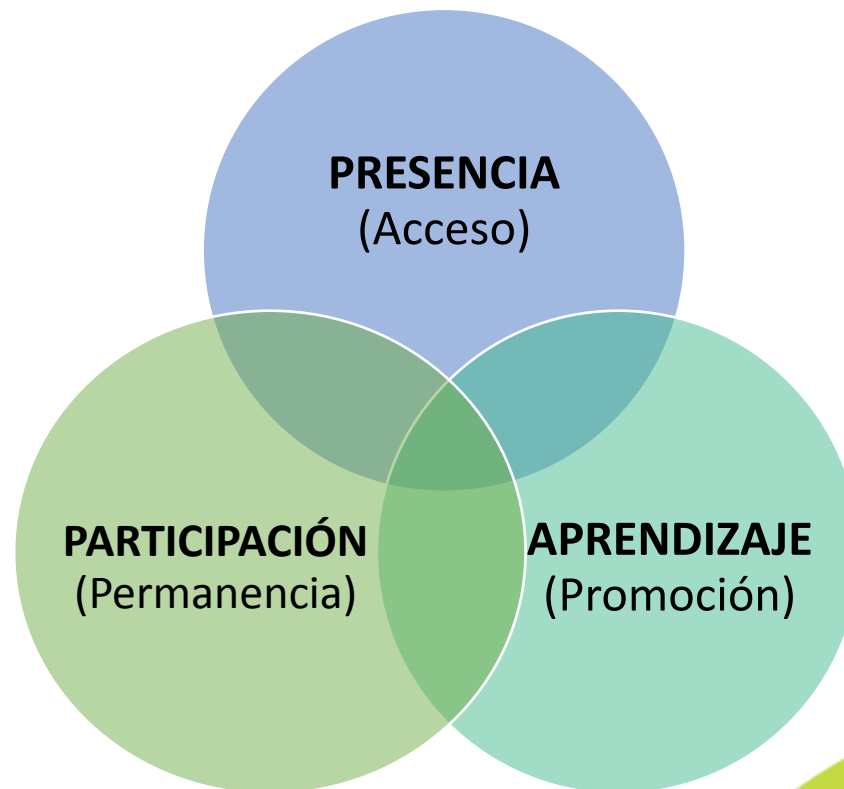 PRESENCIA
(Acceso)
PARTICIPACIÓN
(Permanencia)
APRENDIZAJE
(Promoción)